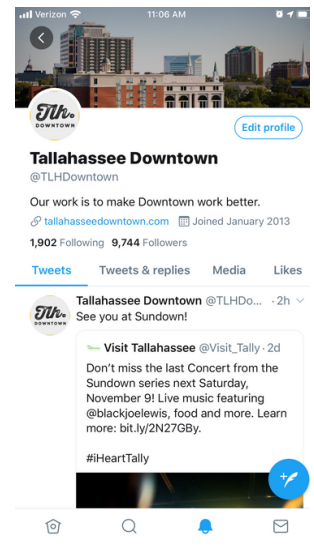 Verizon 11:06 AM
Tlh.
DOWNTOWN
Edit profile
Tallahassee Downtown
@TLHDowntown
Our work is to make Downtown work better.
tallahasseedowntown.com Joined January 2013
1,902 Following 9,744 Followers
Tweets Tweets & replies Media Likes
Tlh.
DOWNTOWN
Tallahassee Downtown @TLHDo... · 2h
See you at Sundown!
Visit Tallahassee @Visit_Tally · 2d
Don't miss the last Concert from the
Sundown series next Saturday,
November 9! Live music featuring
@blackjoelewis, food and more. Learn
more: bit.ly/2N27GBy.
#iHeartTally